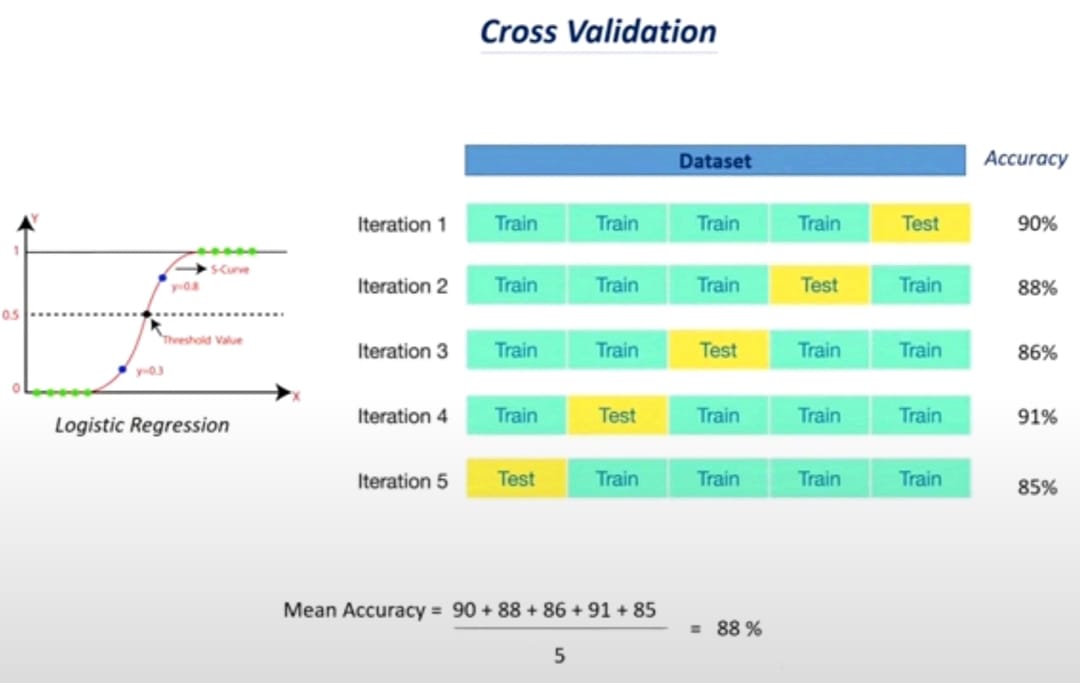 Cross Validation
Dataset
Accuracy
Iteration 1 Train Train Train Train Test 90%
Iteration 2 Train Train Train Test Train 88%
Iteration 3 Train Train Test Train Train 86%
Iteration 4 Train Test Train Train Train 91%
Iteration 5 Test Train Train Train Train 85%
Y
1
S-Curve
y=0.8
0.5
Threshold Value
y=0.3
0
X
Logistic Regression
Mean Accuracy = 90 + 88 + 86 + 91 + 85
= 88 %
5